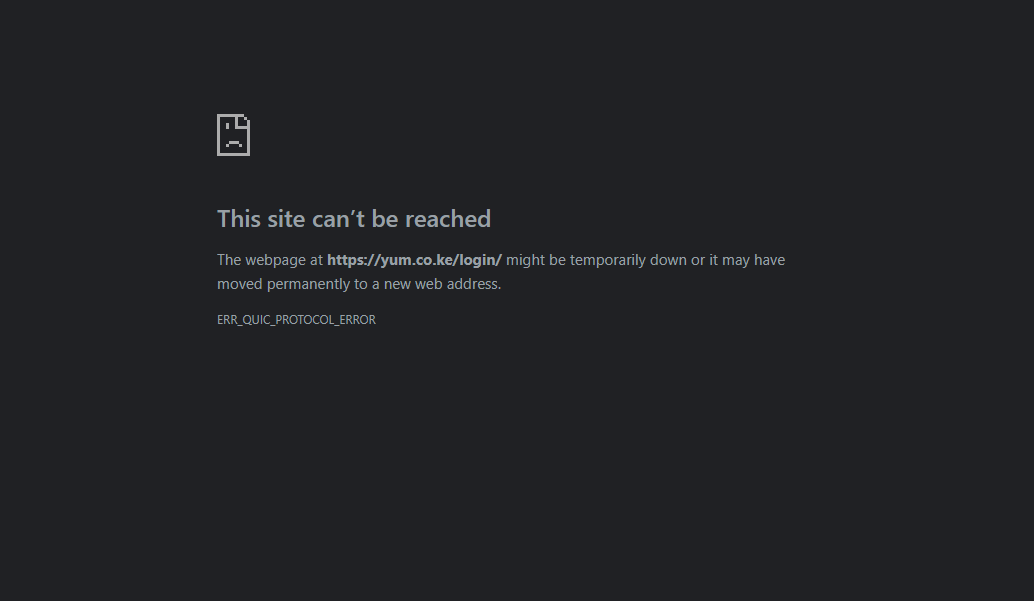 This site can’t be reached
The webpage at https://yum.co.ke/login/ might be temporarily down or it may have
moved permanently to a new web address.
ERR_QUIC_PROTOCOL_ERROR